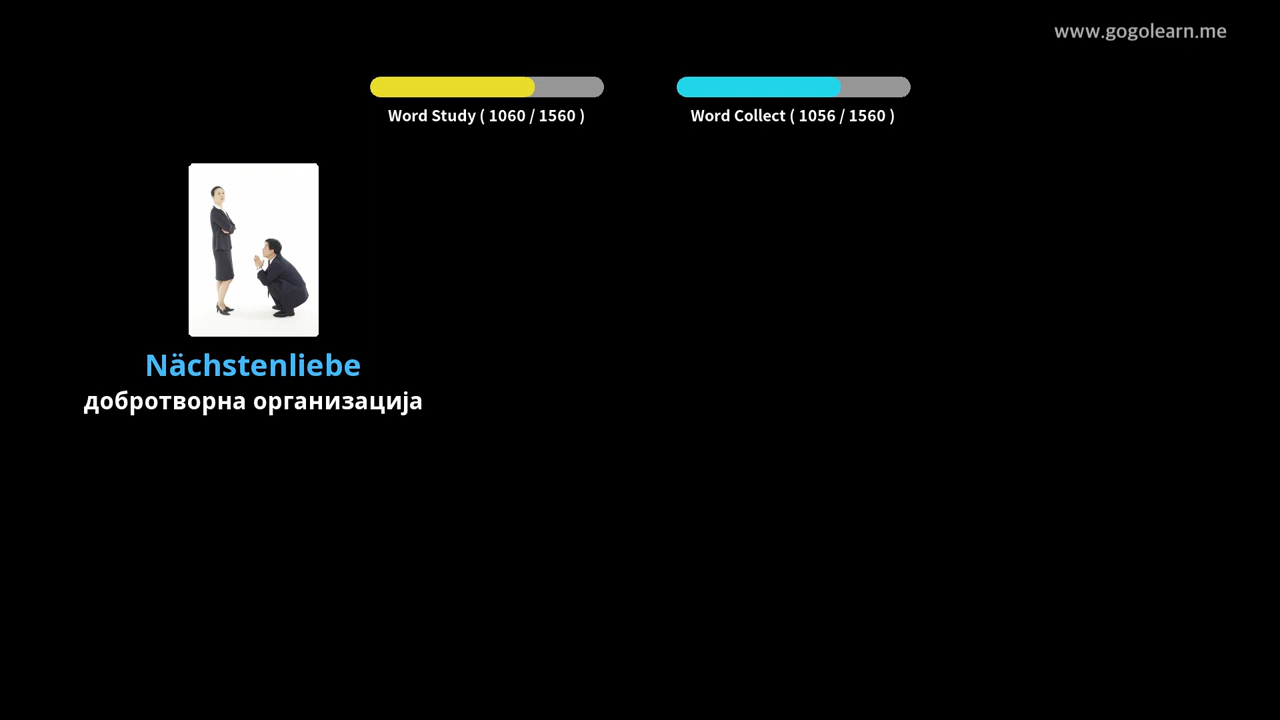 www.gogolearn.me
Word Study ( 1060 / 1560 )
Word Collect ( 1056 / 1560 )
Nächstenliebe
добротворна организација